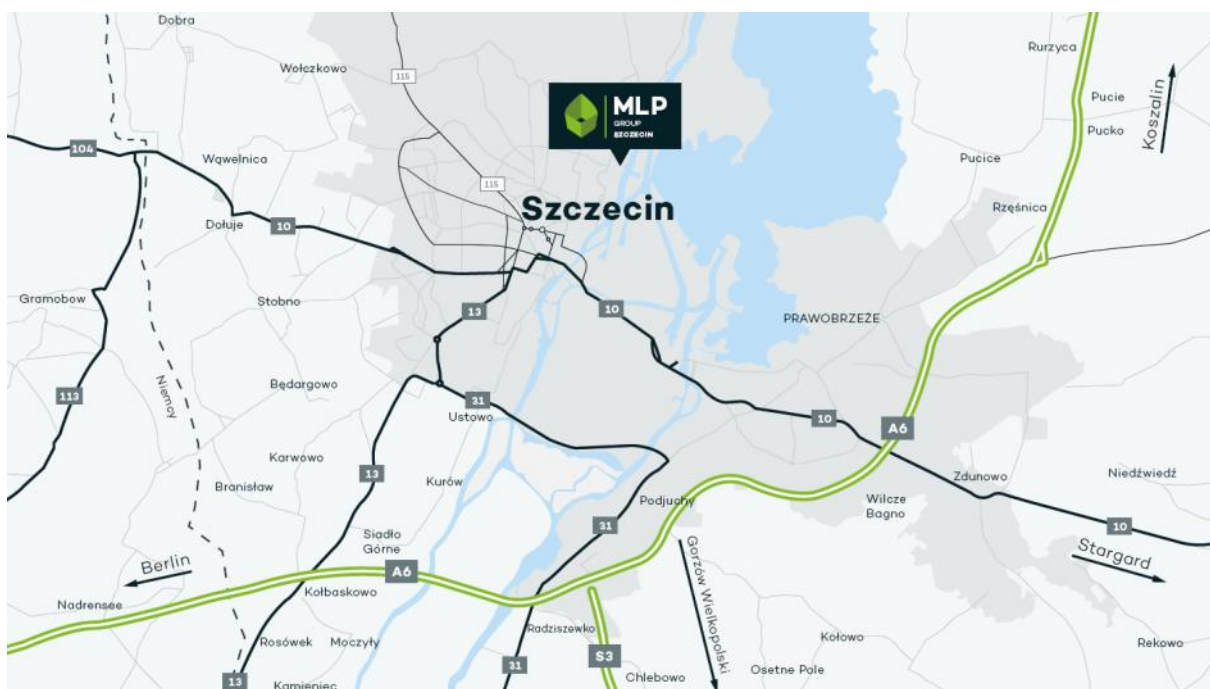 Dobra
Rurzyca
Wołczkowo
115
Pucie
Koszalin
MLP
GROUP
SZCZECIN
Pucko
104
Wąwelnica
Pucice
115
Szczecin
Rzęśnica
Dołuje
10
Gramobow
Stobno
13
10
PRAWOBRZEŻE
Niemcy
Będargowo
113
31
Ustowo
10
A6
Karwowo
13
Kurów
Branisław
Zdunowo
Niedźwiedź
Podjuchy
Wilcze
Bagno
31
10
Siadło
Górne
Gorzów Wielkopolski
Stargard
Berlin
A6
Kołbaskowo
Nadrensee
Radziszewko
Rosówek
Moczyły
Kołowo
Rekowo
S3
31
Osetne Pole
Chlebowo
13
Kamieniec